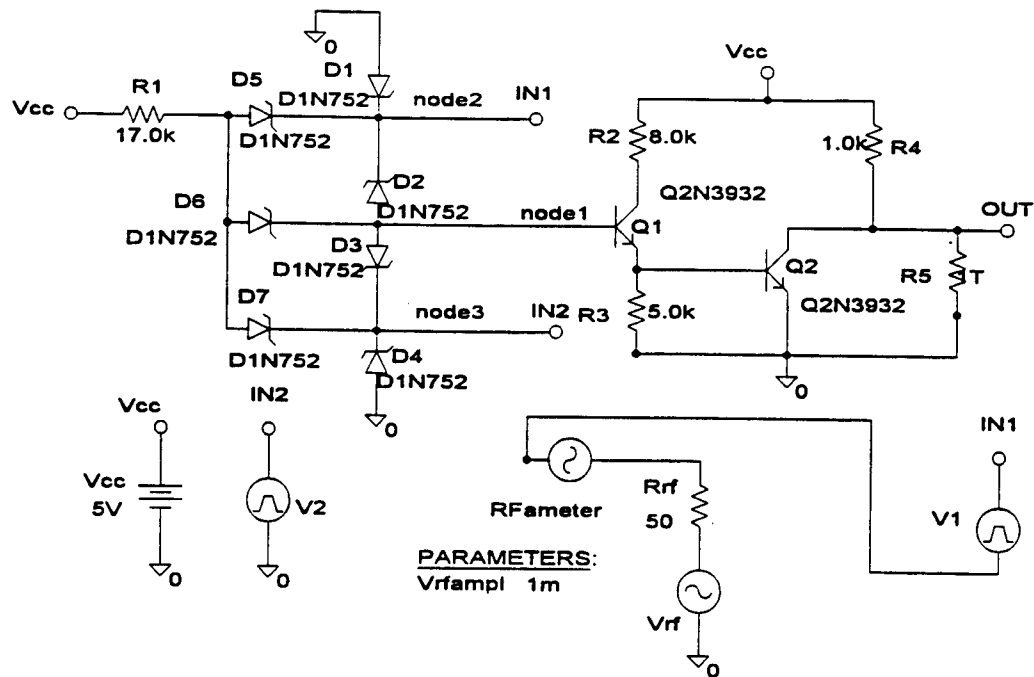 0
Vcc
D1
D5
R1
IN1
D1N752
node2
Vcc
17.0k
D1N752
R2
8.0k
1.0k
R4
D2
D6
Q2N3932
D1N752
node1
OUT
D1N752
D3
Q1
D1N752
Q2
R5
D7
IN2
R3
5.0k
Q2N3932
node3
D1N752
D4
D1N752
IN2
0
Vcc
0
IN1
Vcc
5V
V2
RFameter
Rrf
50
V1
PARAMETERS:
Vrfampl 1m
0
0
Vrf
0